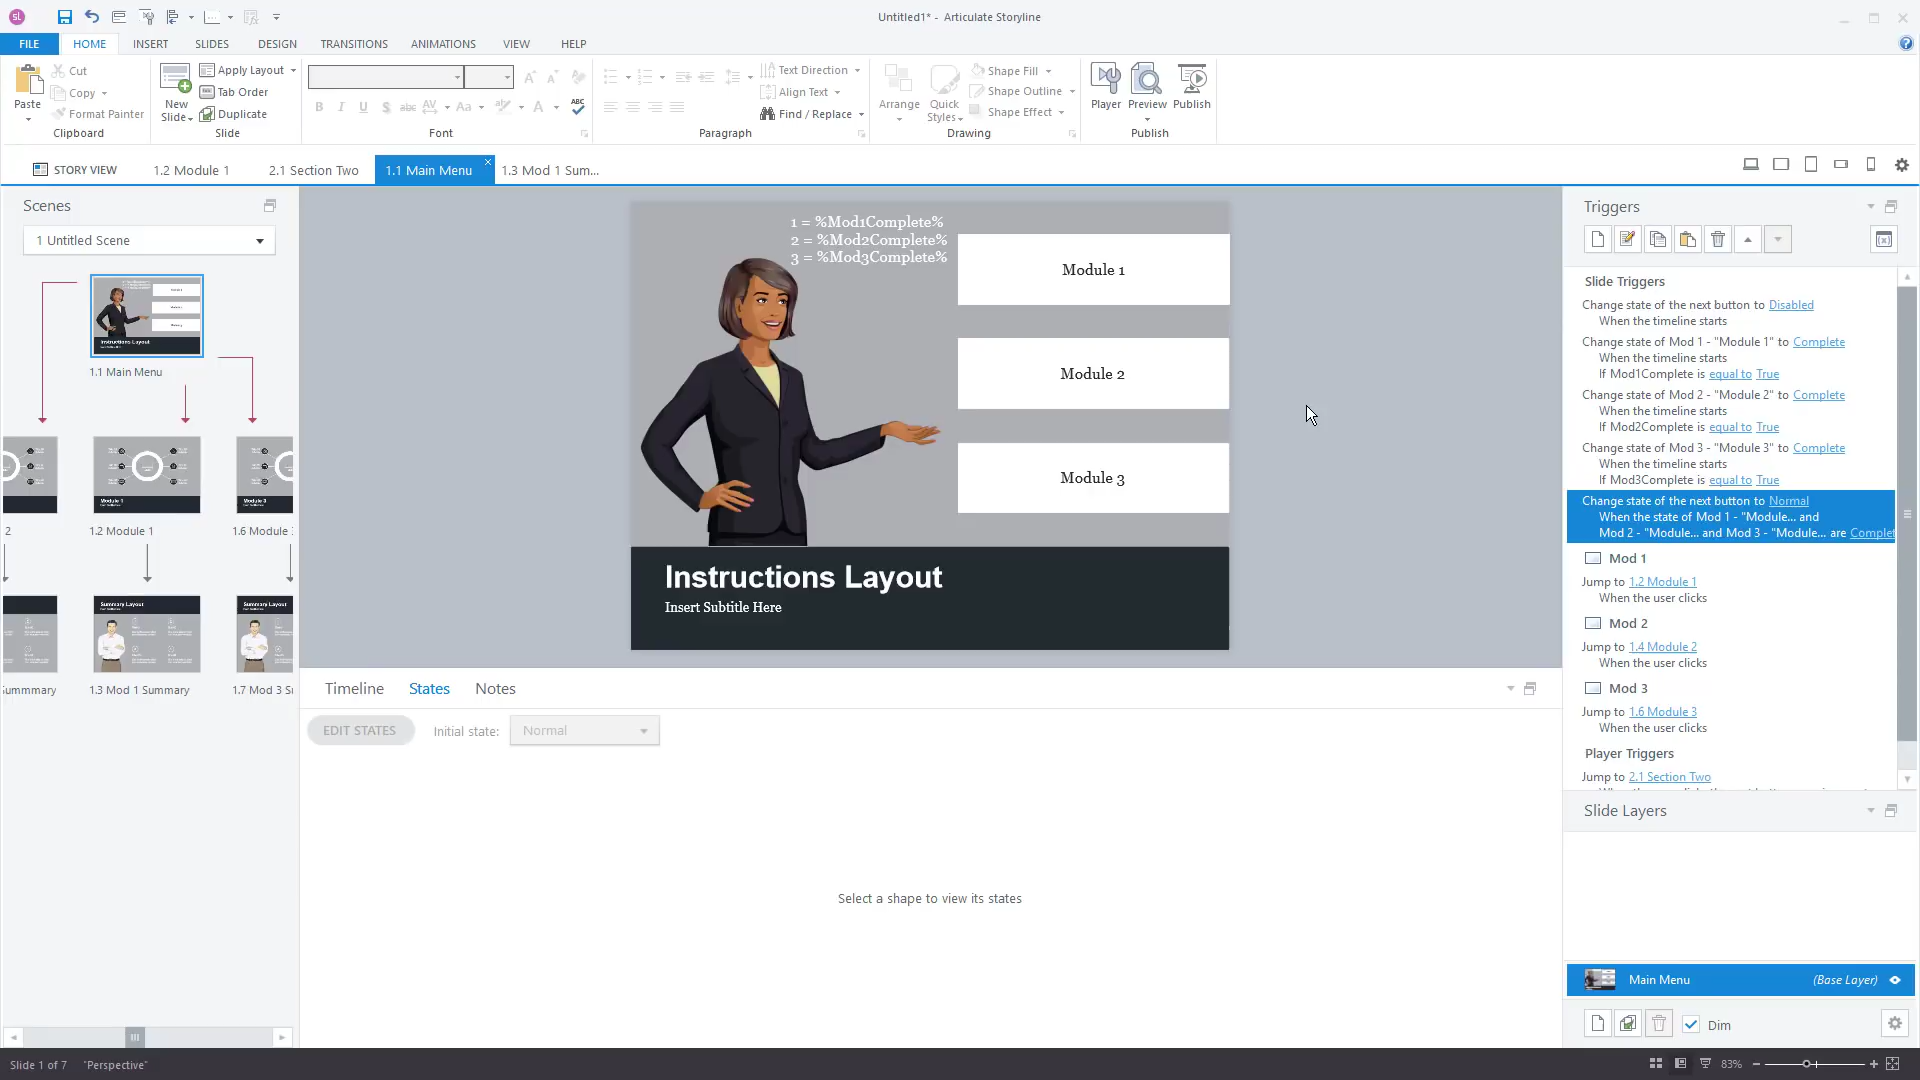 Untitled1* - Articulate Storyline
FILE HOME INSERT SLIDES DESIGN TRANSITIONS ANIMATIONS VIEW HELP
Paste
Cut
Copy
Format Painter
Clipboard
New Slide
Apply Layout
Tab Order
Duplicate
Slide
Font
Text Direction
Align Text
Find / Replace
Paragraph
Arrange
Quick Styles
Shape Fill
Shape Outline
Shape Effect
Drawing
Player
Preview
Publish
Publish
STORY VIEW
1.2 Module 1
2.1 Section Two
1.1 Main Menu
1.3 Mod 1 Sum...
Scenes
1 Untitled Scene
Instructions Layout
1.1 Main Menu
Module 1
Module 3
2
1.2 Module 1
1.6 Module
Summary Layout
Summary Layout
Summmary
1.3 Mod 1 Summary
1.7 Mod 3 S
1 = %Mod1Complete%
2 = %Mod2Complete%
3 = %Mod3Complete%
Module 1
Module 2
Module 3
Instructions Layout
Insert Subtitle Here
Timeline States Notes
EDIT STATES Initial state: Normal
Select a shape to view its states
Triggers
Slide Triggers
Change state of the next button to Disabled
When the timeline starts
Change state of Mod 1 - "Module 1" to Complete
When the timeline starts
If Mod1Complete is equal to True
Change state of Mod 2 - "Module 2" to Complete
When the timeline starts
If Mod2Complete is equal to True
Change state of Mod 3 - "Module 3" to Complete
When the timeline starts
If Mod3Complete is equal to True
Change state of the next button to Normal
When the state of Mod 1 - "Module... and
Mod 2 - "Module... and Mod 3 - "Module... are Complet
Mod 1
Jump to 1.2 Module 1
When the user clicks
Mod 2
Jump to 1.4 Module 2
When the user clicks
Mod 3
Jump to 1.6 Module 3
When the user clicks
Player Triggers
Jump to 2.1 Section Two
Slide Layers
Main Menu (Base Layer)
Dim
Slide 1 of 7 "Perspective"
83%